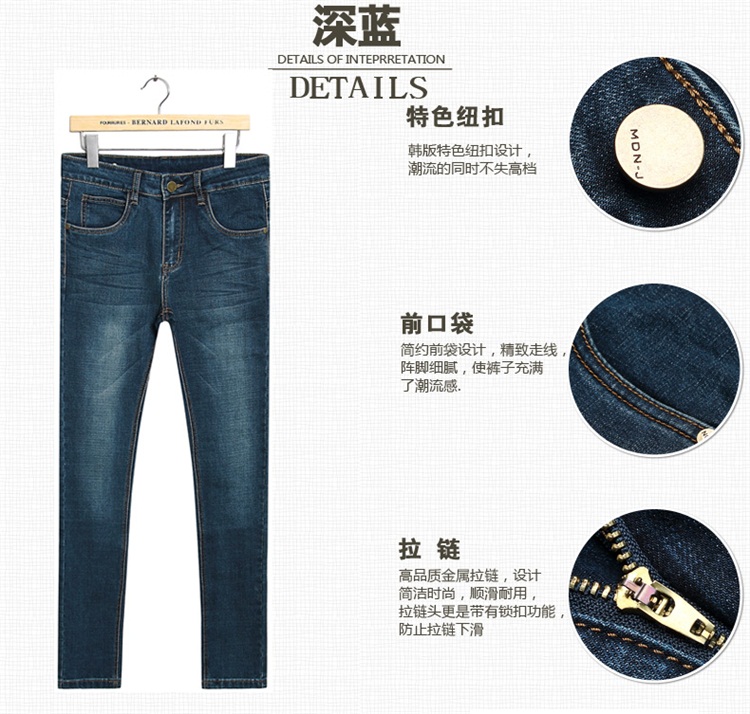 深蓝
DETAILS OF INTEPRRETATION
DETAILS
BERNARD LAFOND FURS
特色纽扣
韩版特色纽扣设计，
潮流的同时不失高档
MDN-J
前口袋
简约前袋设计，精致走线，
阵脚细腻，使裤子充满
了潮流感.
拉 链
高品质金属拉链，设计
简洁时尚，顺滑耐用，
拉链头更是带有锁扣功能，
防止拉链下滑